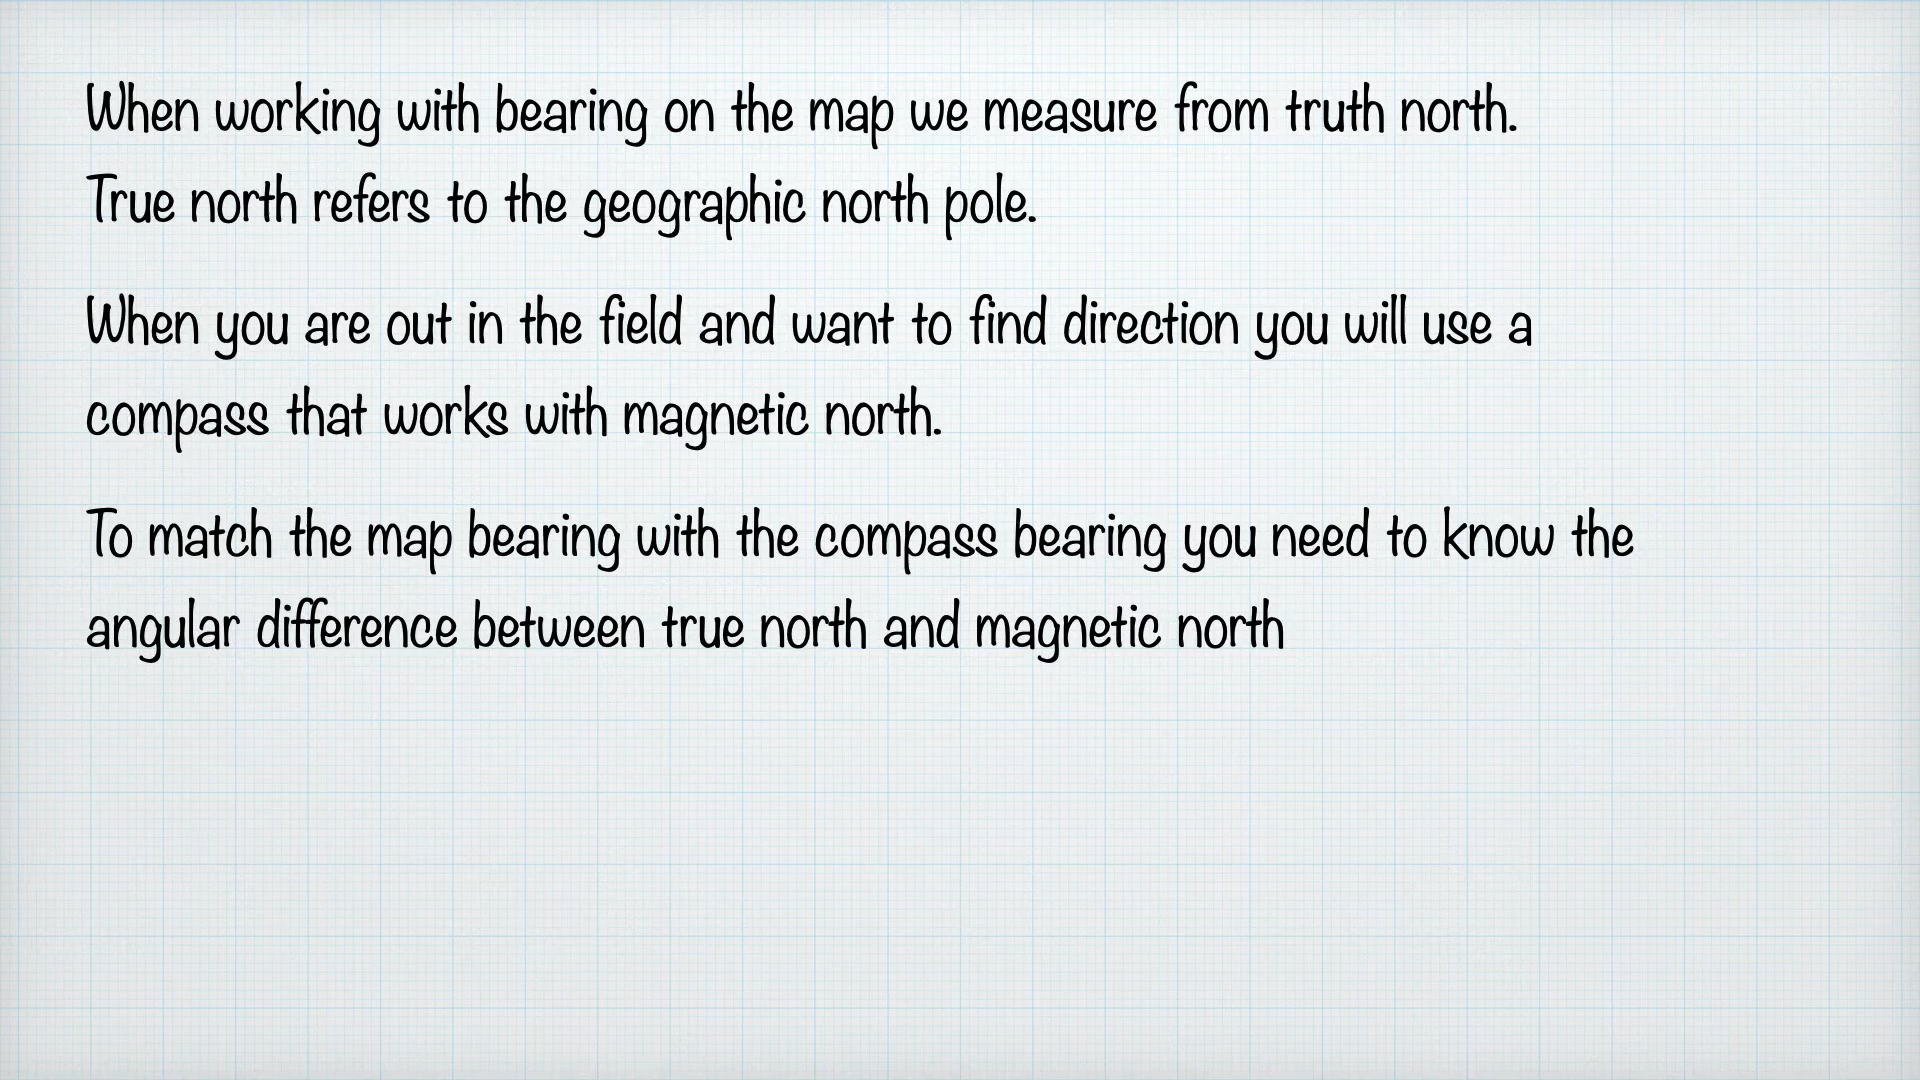 When working with bearing on the map we measure from truth north.
True north refers to the geographic north pole.
When you are out in the field and want to find direction you will use a
compass that works with magnetic north.
To match the map bearing with the compass bearing you need to know the
angular difference between true north and magnetic north